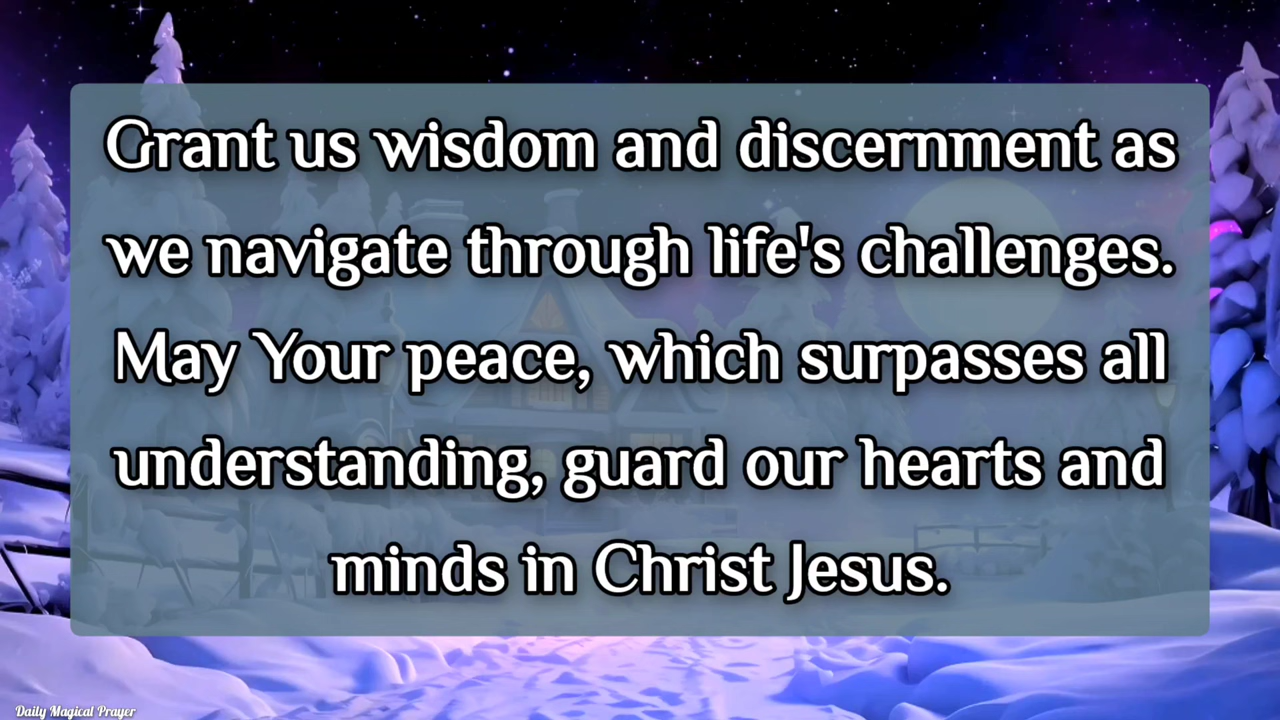 Grant us wisdom and discernment as
we navigate through life's challenges.
May Your peace, which surpasses all
understanding, guard our hearts and
minds in Christ Jesus.
Daily Magical Prayer